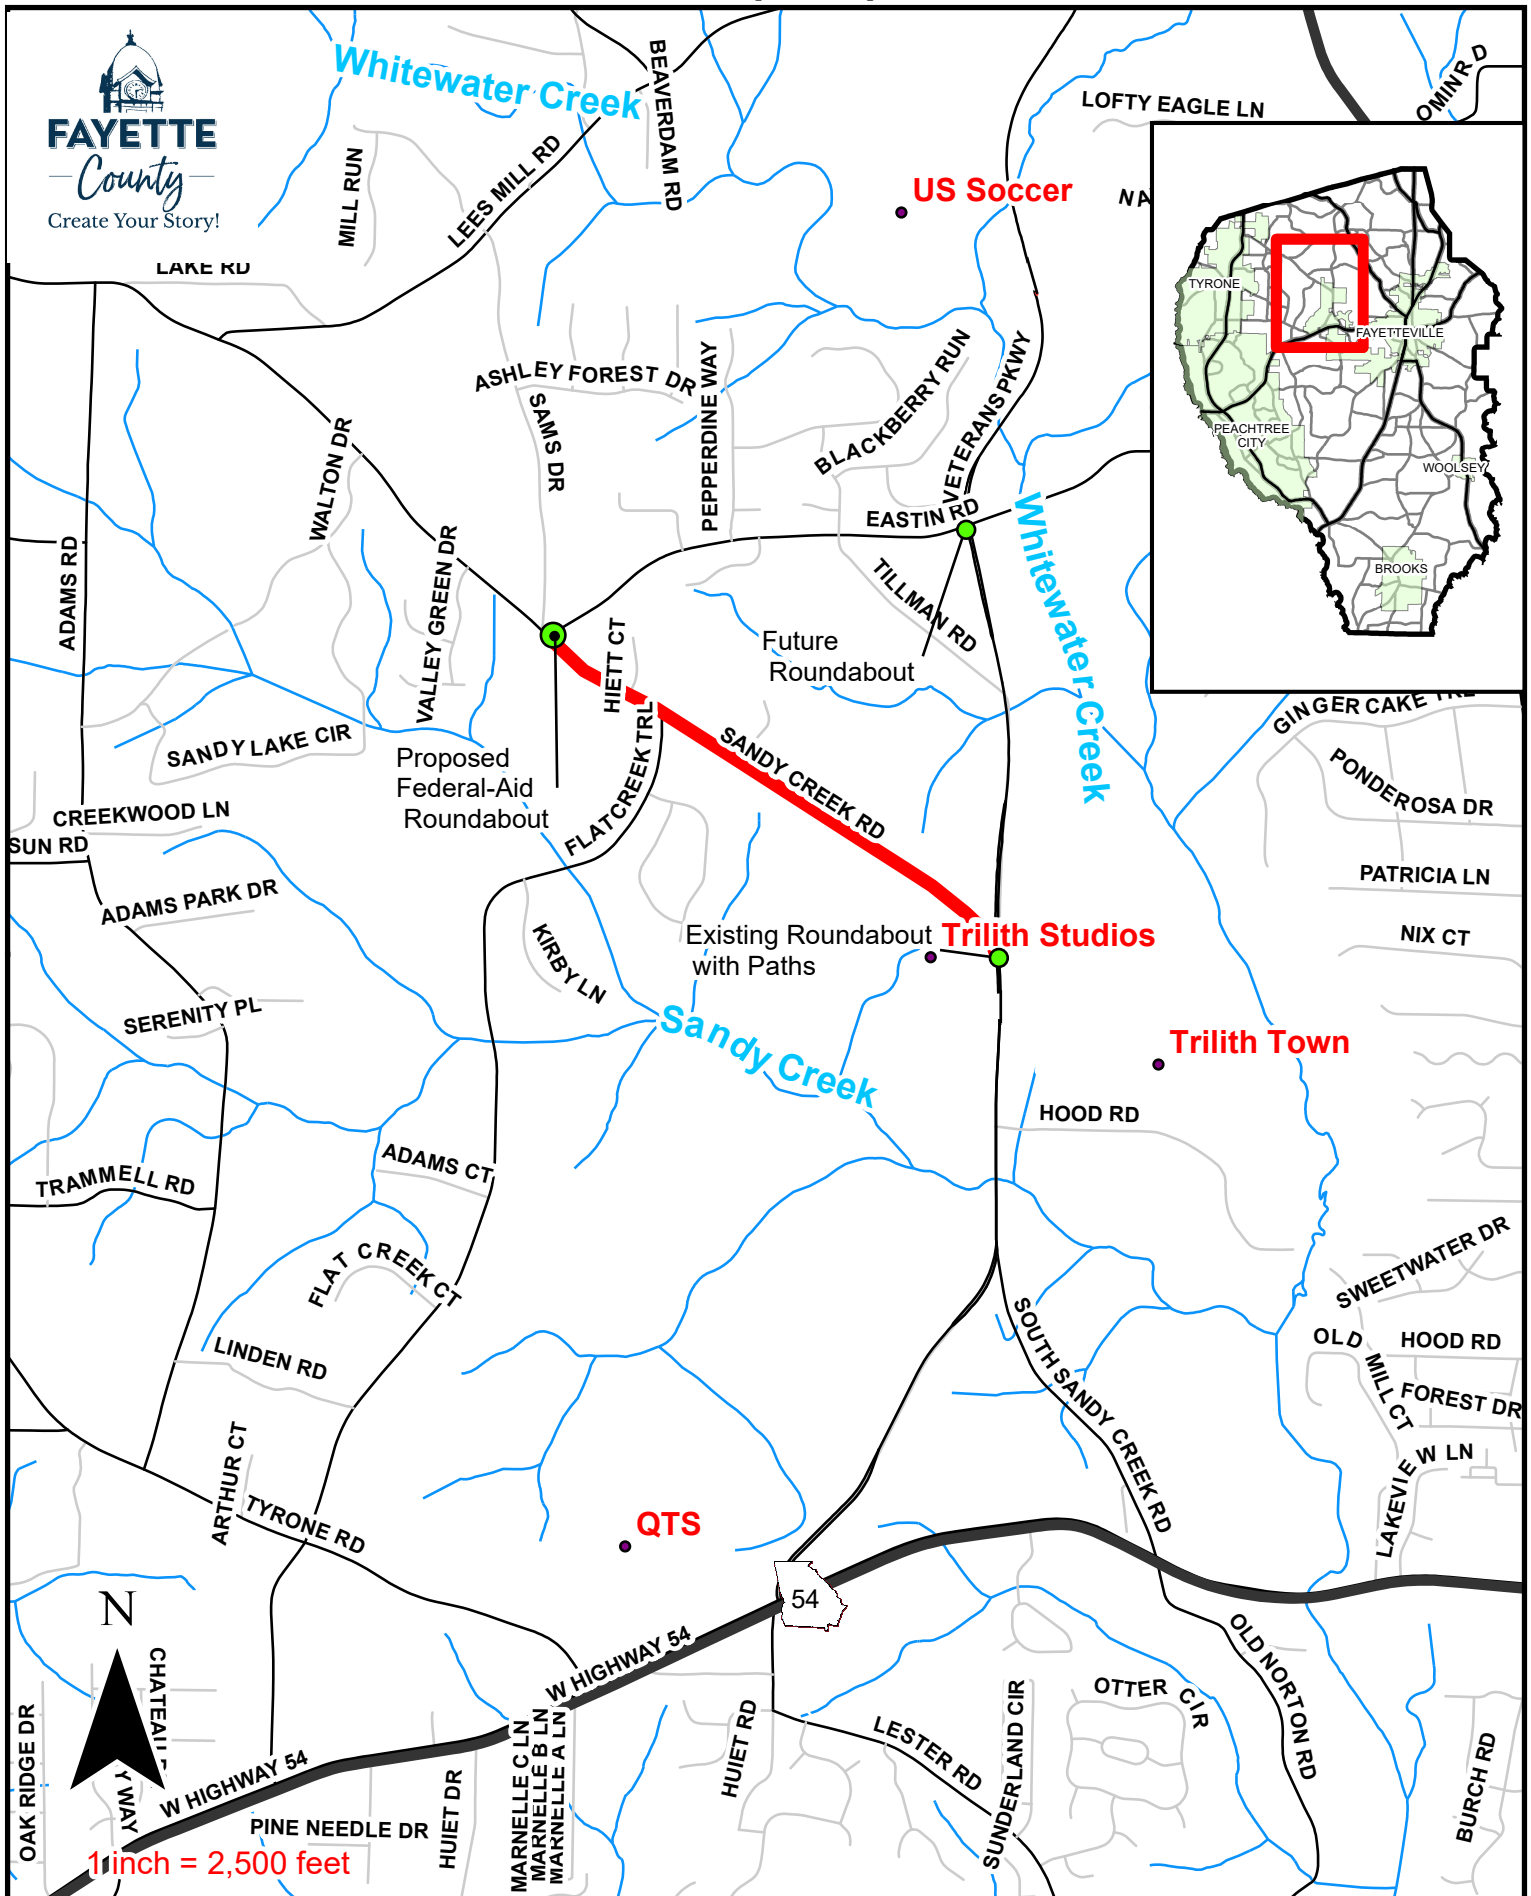 FAYETTE
County
Create Your Story!
Whitewater Creek
BEAVERDAM RD
MILL RUN
LEES MILL RD
LAKE RD
LOFTY EAGLE LN
US Soccer
NA
TYRONE
FAYETTEVILLE
PEACHTREE
CITY
WOOLSEY
BROOKS
ASHLEY FOREST DR
SAMS DR
PEPPERDINE WAY
BLACKBERRY RUN
VETERANS PKWY
EASTIN RD
WALTON DR
VALLEY GREEN DR
ADAMS RD
TILLMAN RD
Whitewater Creek
Future
Roundabout
HIETT CT
SANDY LAKE CIR
Proposed
Federal-Aid
Roundabout
FLAT CREEK TRL
SANDY CREEK RD
GINGER CAKE TRL
PONDEROSA DR
CREEKWOOD LN
SUN RD
ADAMS PARK DR
PATRICIA LN
NIX CT
KIRBY LN
Existing Roundabout
with Paths
Trilith Studios
SERENITY PL
Sandy Creek
Trilith Town
HOOD RD
TRAMMELL RD
ADAMS CT
FLAT CREEK CT
SWEETWATER DR
LINDEN RD
SOUTH SANDY CREEK RD
OLD MILL CT
HOOD RD
FOREST DR
LAKEVIEW LN
ARTHUR CT
TYRONE RD
QTS
54
N
W HIGHWAY 54
OLD NORTON RD
OAK RIDGE DR
Y WAY
W HIGHWAY 54
PINE NEEDLE DR
HUIET DR
MARNELLE C LN
MARNELLE B LN
MARNELLE A LN
HUIET RD
LESTER RD
SUNDERLAND CIR
OTTER CIR
BURCH RD
1 inch = 2,500 feet